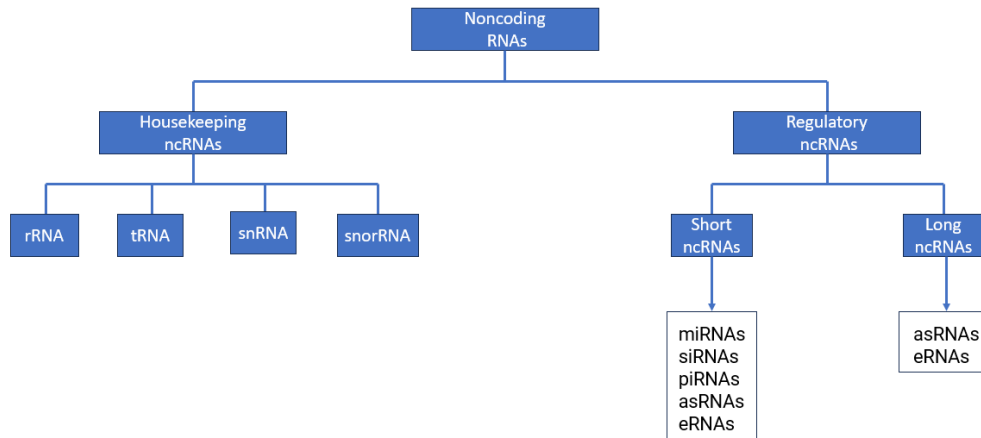 Noncoding
RNAs
Housekeeping
ncRNAs
Regulatory
ncRNAs
rRNA
tRNA
snRNA
snorRNA
Short
ncRNAs
Long
ncRNAs
miRNAs
siRNAs
piRNAs
asRNAs
eRNAs
asRNAs
eRNAs